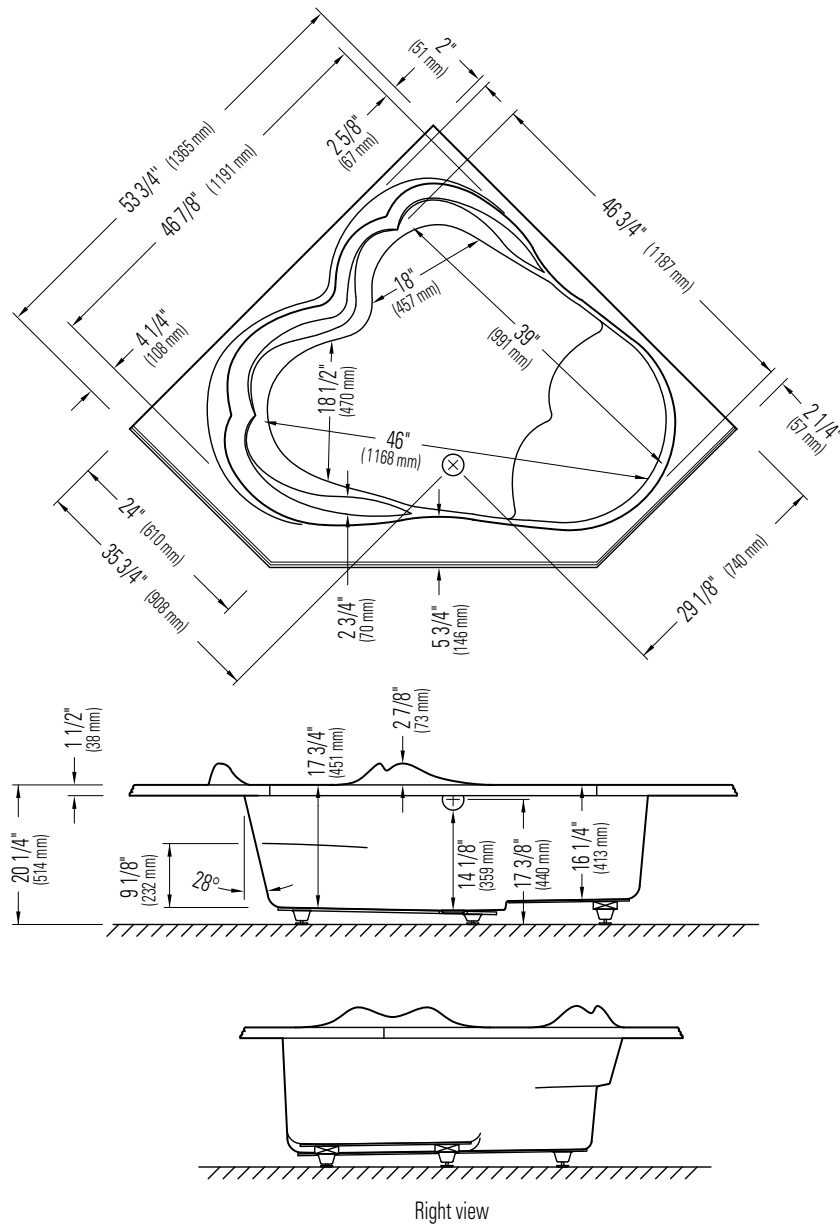 2"
(51 mm)
2 5/8"
(67 mm)
53 3/4" (1365 mm)
46 7/8" (1191 mm)
4 1/4"
(108 mm)
46 3/4"
(1187 mm)
18"
(457 mm)
39"
(991 mm)
18 1/2"
(470 mm)
46"
(1168 mm)
2 1/4"
(57 mm)
24" (610 mm)
35 3/4" (908 mm)
2 3/4"
(70 mm)
5 3/4"
(146 mm)
29 1/8" (740 mm)
1 1/2"
(38 mm)
17 3/4"
(451 mm)
2 7/8"
(73 mm)
20 1/4"
(514 mm)
9 1/8"
(232 mm)
28°
14 1/8"
(359 mm)
17 3/8"
(440 mm)
16 1/4"
(413 mm)
Right view